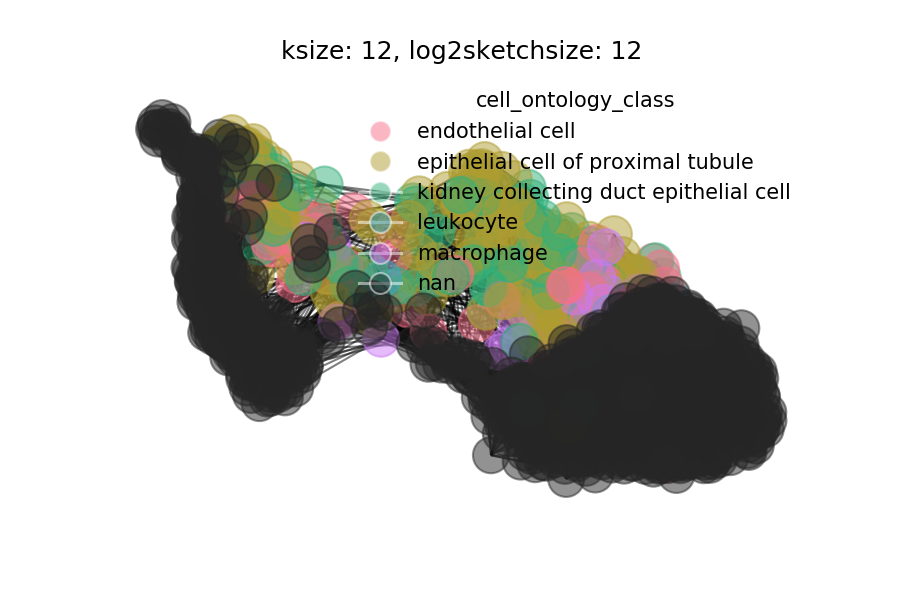 ksize: 12, log2sketchsize: 12
cell_ontology_class
endothelial cell
epithelial cell of proximal tubule
kidney collecting duct epithelial cell
leukocyte
macrophage
nan